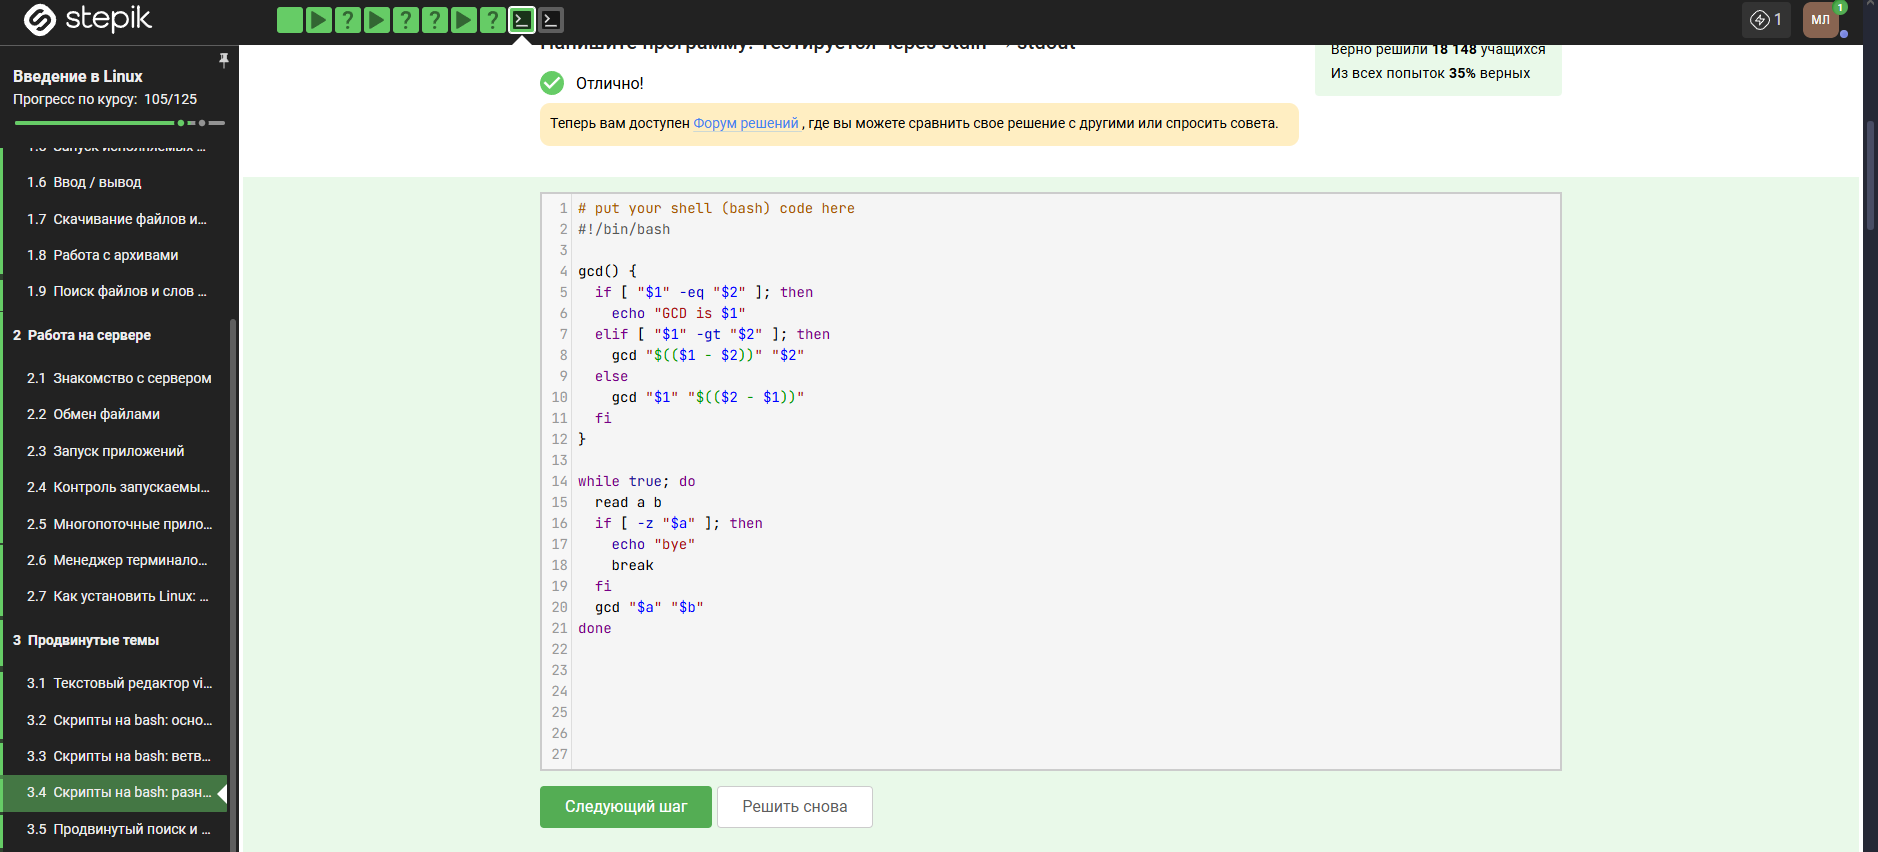 stepik
1
МЛ
1
Введение в Linux
Прогресс по курсу: 105/125
1.6 Ввод / вывод
1.7 Скачивание файлов и...
1.8 Работа с архивами
1.9 Поиск файлов и слов ...
2 Работа на сервере
2.1 Знакомство с сервером
2.2 Обмен файлами
2.3 Запуск приложений
2.4 Контроль запускаемы...
2.5 Многопоточные прило...
2.6 Менеджер терминало...
2.7 Как установить Linux: ...
3 Продвинутые темы
3.1 Текстовый редактор vi...
3.2 Скрипты на bash: осно...
3.3 Скрипты на bash: ветв...
3.4 Скрипты на bash: разн...
3.5 Продвинутый поиск и ...
Напишите программу. Тестируется через stdin → stdout
Верно решили 18 148 учащихся
Из всех попыток 35% верных
Отлично!
Теперь вам доступен Форум решений , где вы можете сравнить свое решение с другими или спросить совета.
1 # put your shell (bash) code here
2 #!/bin/bash
3
4 gcd() {
5   if [ "$1" -eq "$2" ]; then
6     echo "GCD is $1"
7   elif [ "$1" -gt "$2" ]; then
8     gcd "$(($1 - $2))" "$2"
9   else
10     gcd "$1" "$(($2 - $1))"
11   fi
12 }
13
14 while true; do
15   read a b
16   if [ -z "$a" ]; then
17     echo "bye"
18     break
19   fi
20   gcd "$a" "$b"
21 done
22
23
24
25
26
27
Следующий шаг
Решить снова